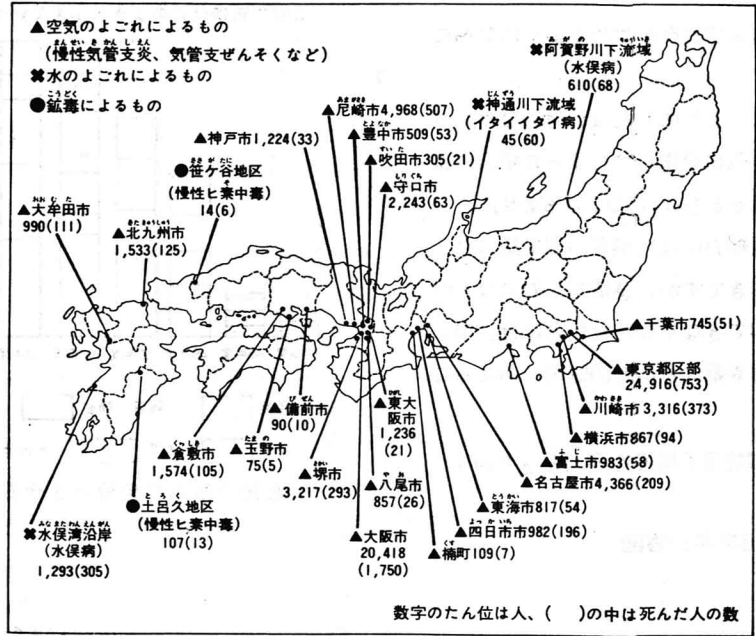 ▲空気のよごれによるもの
(慢性気管支炎、気管支ぜんそくなど)
✖水のよごれによるもの
●鉱毒によるもの
▲尼崎市4,968(507)
▲豊中市509(53)
▲吹田市305(21)
▲守口市
2,243(63)
▲神戸市1,224(33)
●笹ケ谷地区
(慢性ヒ素中毒)
14(6)
▲大牟田市
990(111)
▲北九州市
1,533(125)
✖阿賀野川下流域
(水俣病)
610(68)
✖神通川下流域
(イタイイタイ病)
45(60)
▲千葉市745(51)
▲東京都区部
24,916(753)
▲川崎市3,316(373)
▲横浜市867(94)
▲富士市983(58)
▲名古屋市4,366(209)
▲東海市817(54)
▲四日市市982(196)
▲楠町109(7)
▲東大
阪市
1,236
(21)
▲八尾市
857(26)
▲大阪市
20,418
(1,750)
▲堺市
3,217(293)
▲備前市
90(10)
▲玉野市
75(5)
▲倉敷市
1,574(105)
●土呂久地区
(慢性ヒ素中毒)
107(13)
✖水俣湾沿岸
(水俣病)
1,293(305)
数字のたん位は人、( )の中は死んだ人の数